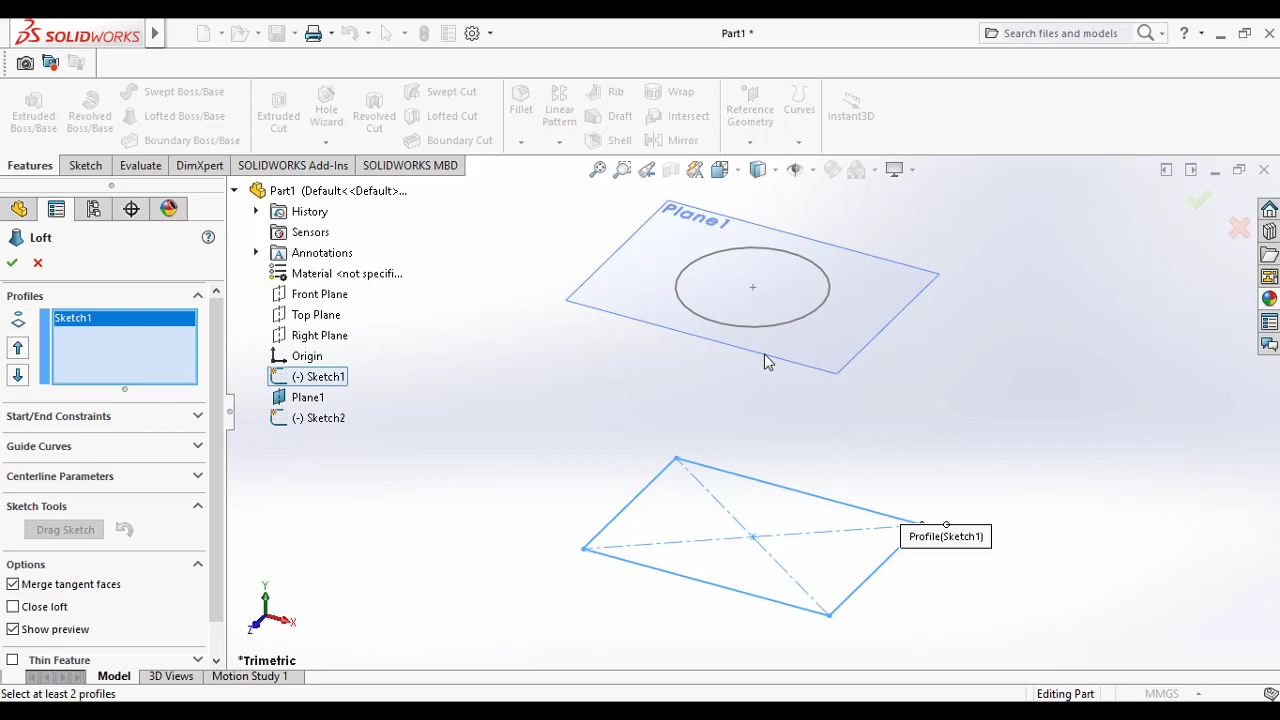 SOLIDWORKS
Part1 *
Search files and models
Extruded Boss/Base
Revolved Boss/Base
Swept Boss/Base
Lofted Boss/Base
Boundary Boss/Base
Extruded Cut
Hole Wizard
Revolved Cut
Swept Cut
Lofted Cut
Boundary Cut
Fillet
Linear Pattern
Rib
Draft
Shell
Wrap
Intersect
Mirror
Reference Geometry
Curves
Instant3D
Features
Sketch
Evaluate
DimXpert
SOLIDWORKS Add-Ins
SOLIDWORKS MBD
Loft
Profiles
Sketch1
Start/End Constraints
Guide Curves
Centerline Parameters
Sketch Tools
Drag Sketch
Options
Merge tangent faces
Close loft
Show preview
Thin Feature
Part1 (Default<<Default>...
History
Sensors
Annotations
Material <not specifi...
Front Plane
Top Plane
Right Plane
Origin
(-) Sketch1
Plane1
(-) Sketch2
Plane1
Profile(Sketch1)
Y
X
Z
*Trimetric
Model
3D Views
Motion Study 1
Select at least 2 profiles
Editing Part
MMGS